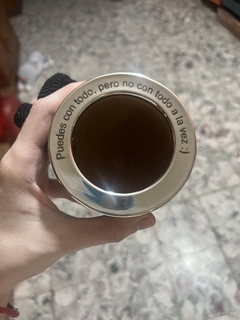 Puedes con todo, pero no con todo a la vez ;)